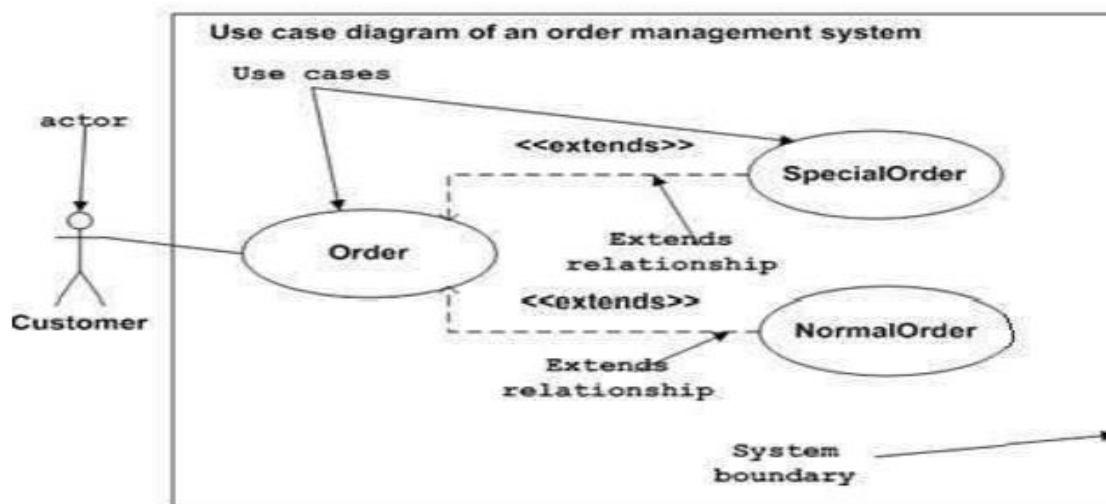 Use case diagram of an order management system
Use cases
actor
<<extends>>
SpecialOrder
Order
Extends
relationship
<<extends>>
Customer
NormalOrder
Extends
relationship
System
boundary